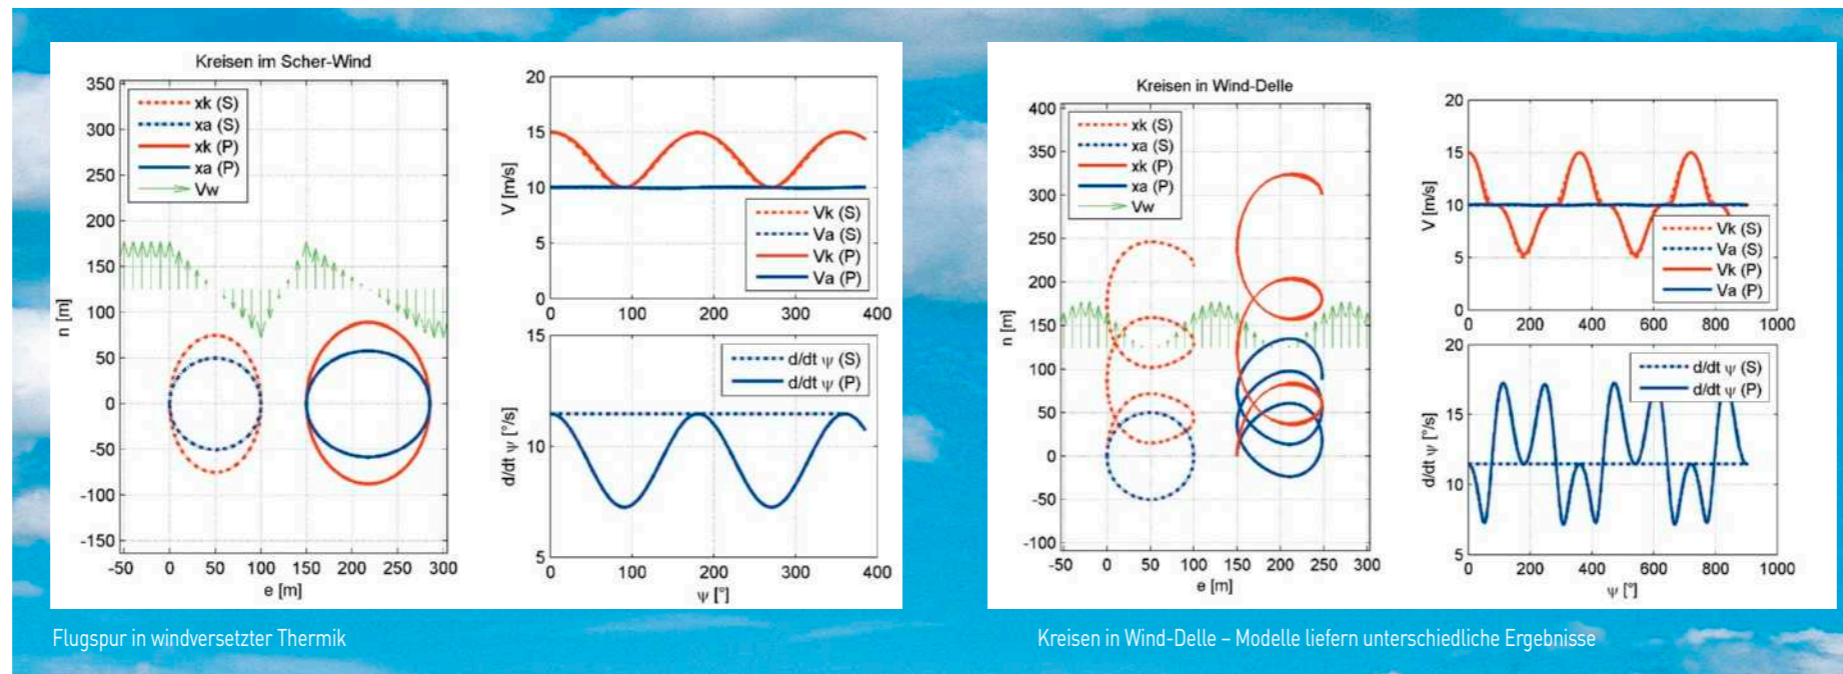 Kreisen im Scher-Wind
350
300
250
200
150
100
50
0
-50
-100
-150
n [m]
xk (S)
xa (S)
xk (P)
xa (P)
Vw
-50 0 50 100 150 200 250 300
e [m]
20
15
10
5
0
V [m/s]
Vk (S)
Va (S)
Vk (P)
Va (P)
0 100 200 300 400
15
10
5
d/dt ψ [°/s]
d/dt ψ (S)
d/dt ψ (P)
0 100 200 300 400
ψ [°]
Flugspur in windversetzter Thermik
Kreisen in Wind-Delle
400
350
300
250
200
150
100
50
0
-50
-100
n [m]
xk (S)
xa (S)
xk (P)
xa (P)
Vw
-50 0 50 100 150 200 250 300
e [m]
20
15
10
5
0
V [m/s]
Vk (S)
Va (S)
Vk (P)
Va (P)
0 200 400 600 800 1000
20
15
10
5
d/dt ψ [°/s]
d/dt ψ (S)
d/dt ψ (P)
0 200 400 600 800 1000
ψ [°]
Kreisen in Wind-Delle – Modelle liefern unterschiedliche Ergebnisse